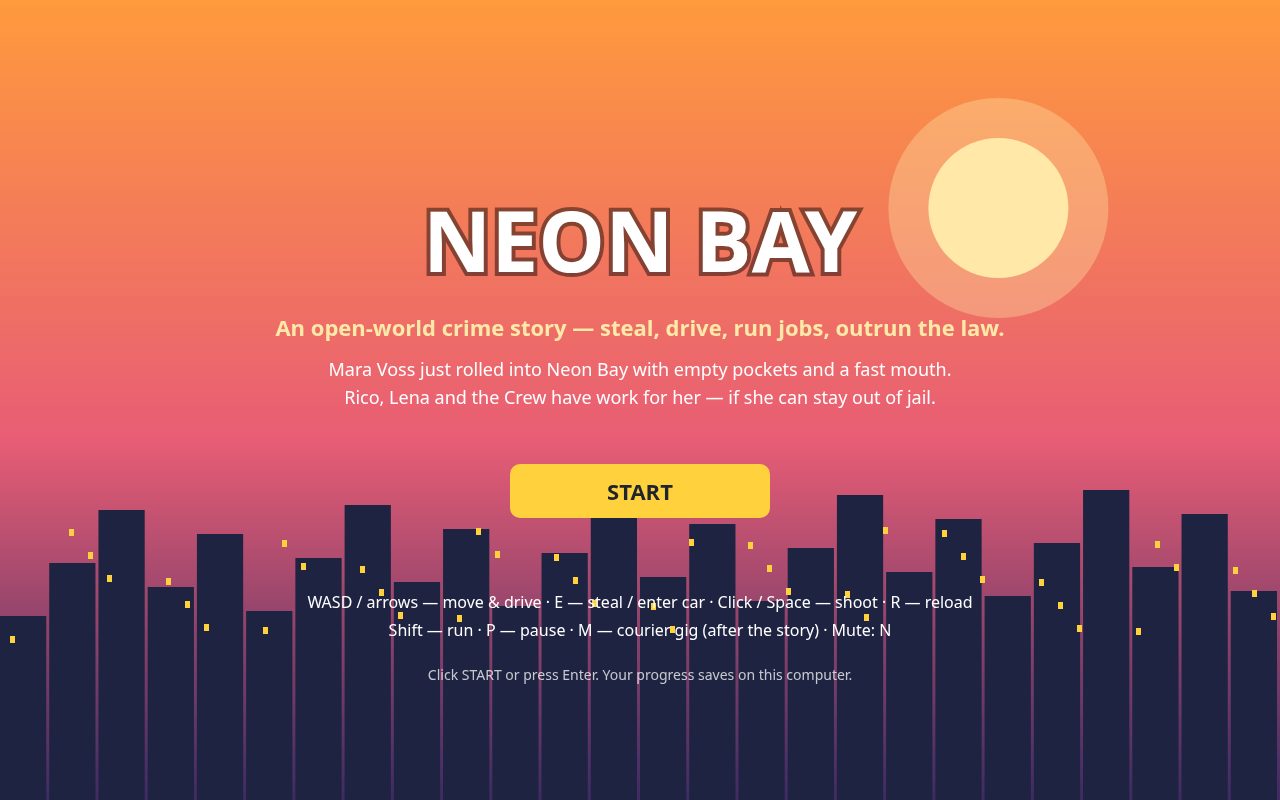 NEON BAY
An open-world crime story — steal, drive, run jobs, outrun the law.
Mara Voss just rolled into Neon Bay with empty pockets and a fast mouth.
Rico, Lena and the Crew have work for her — if she can stay out of jail.
START
WASD / arrows — move & drive · E — steal / enter car · Click / Space — shoot · R — reload
Shift — run · P — pause · M — courier gig (after the story) · Mute: N
Click START or press Enter. Your progress saves on this computer.